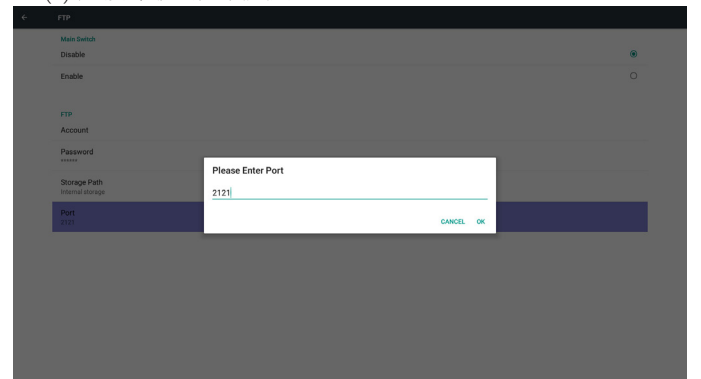 FTP
Main Switch
Disable
Enable
FTP
Account
Password
******
Storage Path
Internal storage
Port
2121
Please Enter Port
2121
CANCEL OK